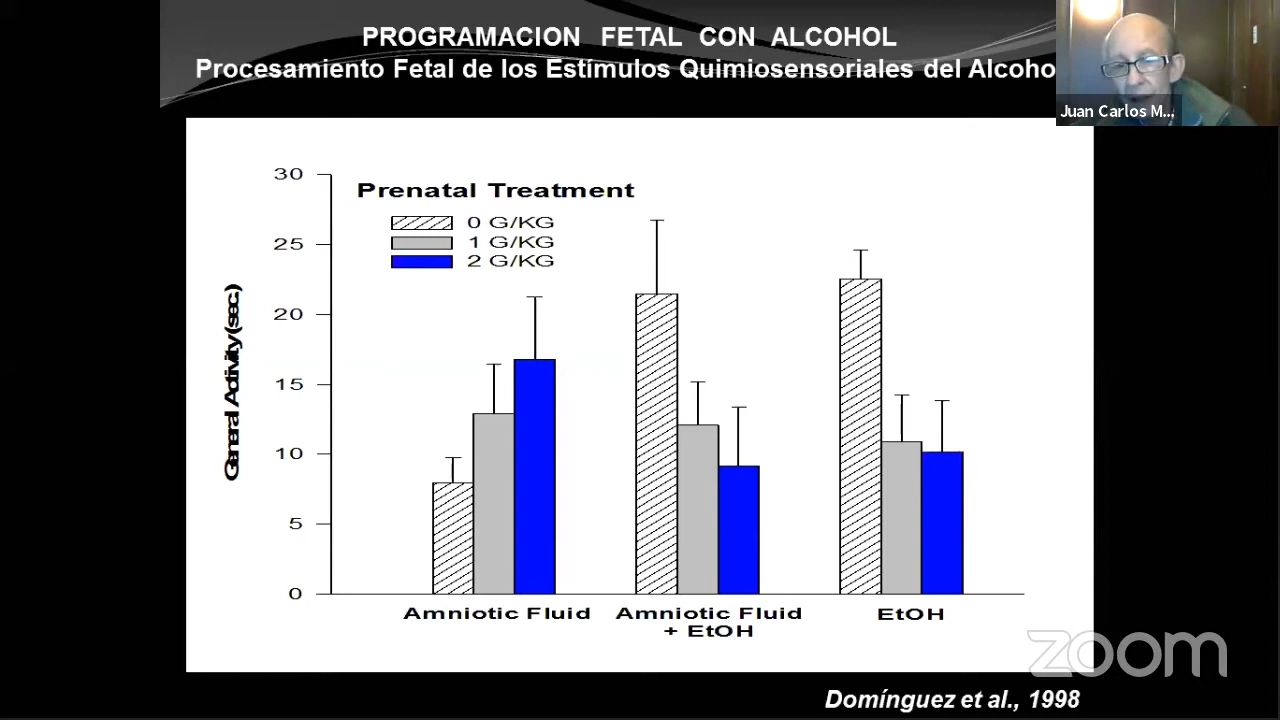 PROGRAMACION FETAL CON ALCOHOL
Procesamiento Fetal de los Estímulos Quimiosensoriales del Alcoho
Juan Carlos M...
Prenatal Treatment
0 G/KG
1 G/KG
2 G/KG
General Activity (sec.)
30
25
20
15
10
5
0
Amniotic Fluid
Amniotic Fluid
+ EtOH
EtOH
zoom
Domínguez et al., 1998